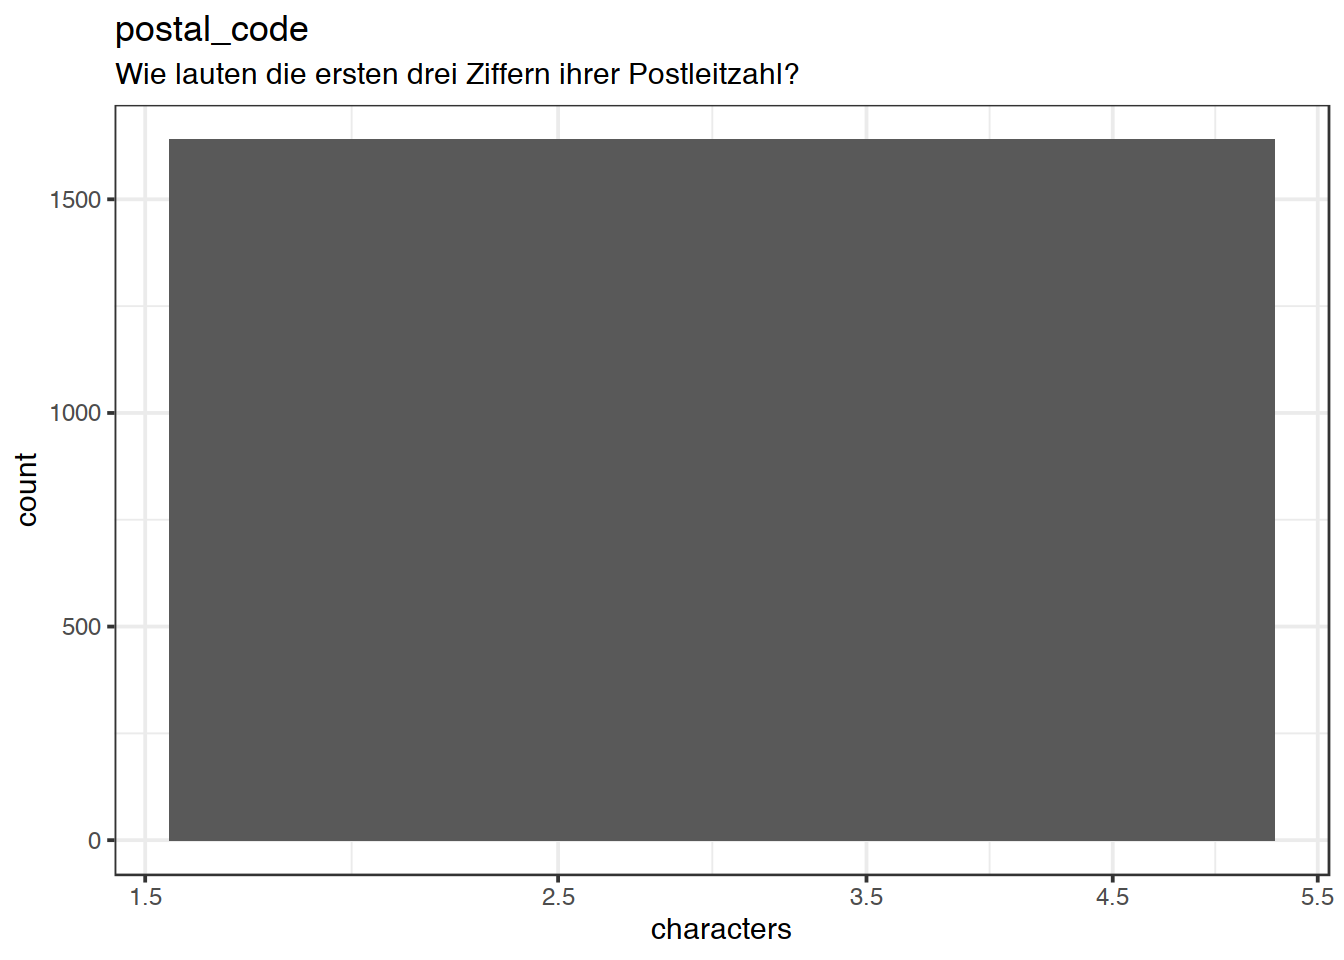 postal_code
Wie lauten die ersten drei Ziffern ihrer Postleitzahl?
1500
1000
500
0
count
1.5 2.5 3.5 4.5 5.5
characters